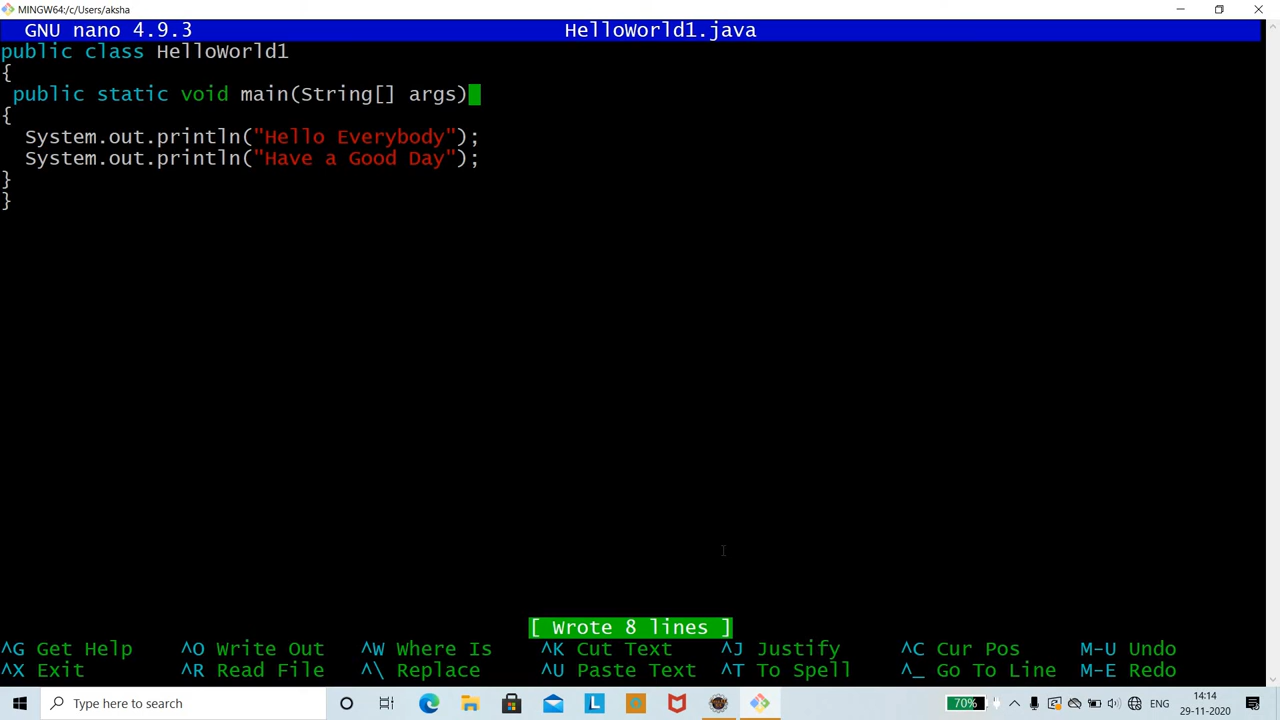 MINGW64:/c/Users/aksha
GNU nano 4.9.3 HelloWorld1.java
public class HelloWorld1
{
public static void main(String[] args)
{
System.out.println("Hello Everybody");
System.out.println("Have a Good Day");
}
}
[ Wrote 8 lines ]
^G Get Help ^O Write Out ^W Where Is ^K Cut Text ^J Justify ^C Cur Pos M-U Undo
^X Exit ^R Read File ^\ Replace ^U Paste Text ^T To Spell ^_ Go To Line M-E Redo
Type here to search L 70% ENG 14:14
29-11-2020